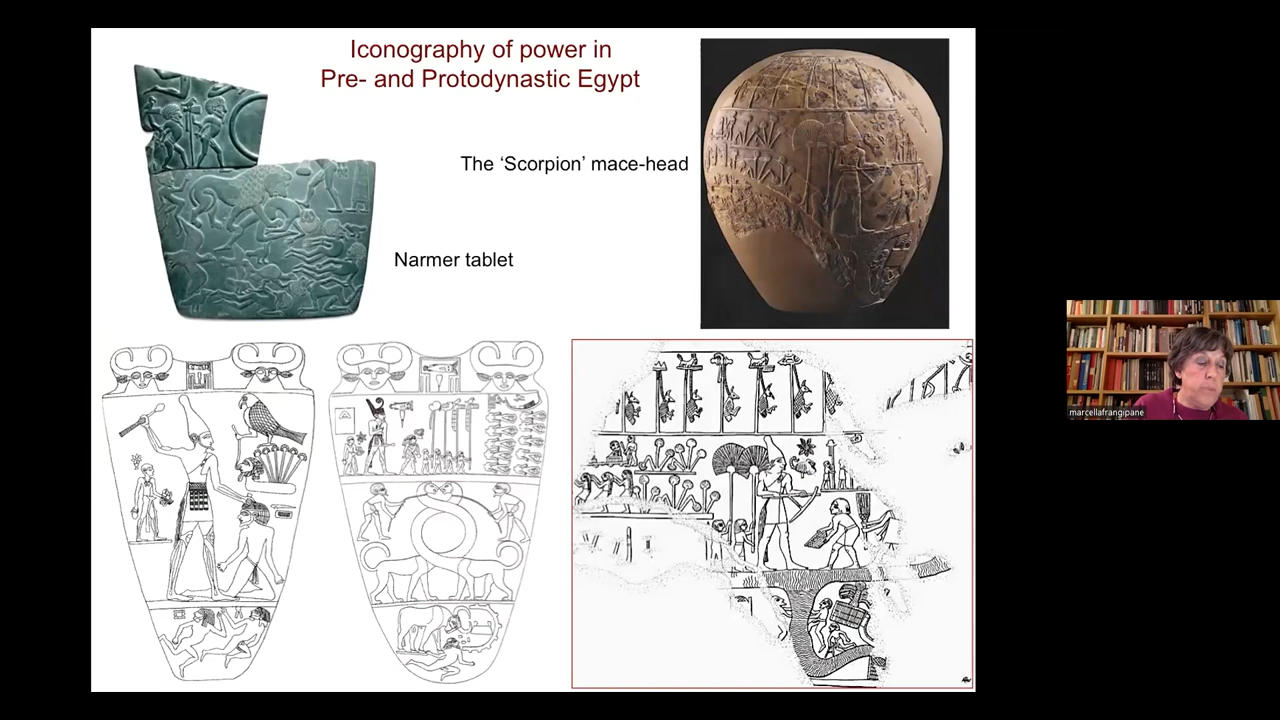 Iconography of power in
Pre- and Protodynastic Egypt
The ‘Scorpion’ mace-head
Narmer tablet
marcellafrangipane